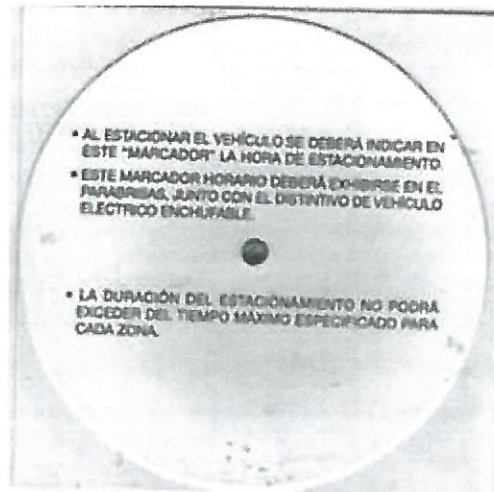 • AL ESTACIONAR EL VEHÍCULO SE DEBERÁ INDICAR EN
ESTE "MARCADOR" LA HORA DE ESTACIONAMIENTO.
• ESTE MARCADOR HORARIO DEBERÁ EXHIBIRSE EN EL
PARABRISAS, JUNTO CON EL DISTINTIVO DE VEHÍCULO
ELÉCTRICO ENCHUFABLE.
• LA DURACIÓN DEL ESTACIONAMIENTO NO PODRÁ
EXCEDER DEL TIEMPO MÁXIMO ESPECIFICADO PARA
CADA ZONA.